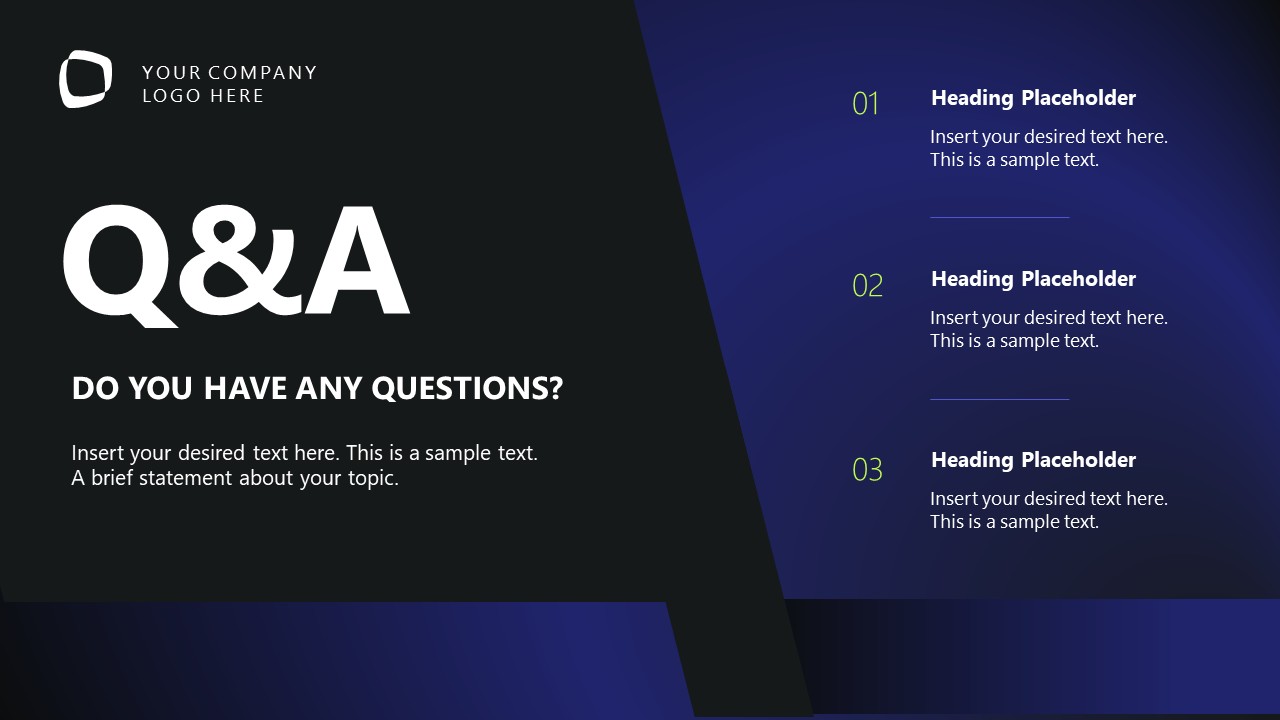 YOUR COMPANY
LOGO HERE
Q&A
DO YOU HAVE ANY QUESTIONS?
Insert your desired text here. This is a sample text.
A brief statement about your topic.
01
Heading Placeholder
Insert your desired text here.
This is a sample text.
02
Heading Placeholder
Insert your desired text here.
This is a sample text.
03
Heading Placeholder
Insert your desired text here.
This is a sample text.